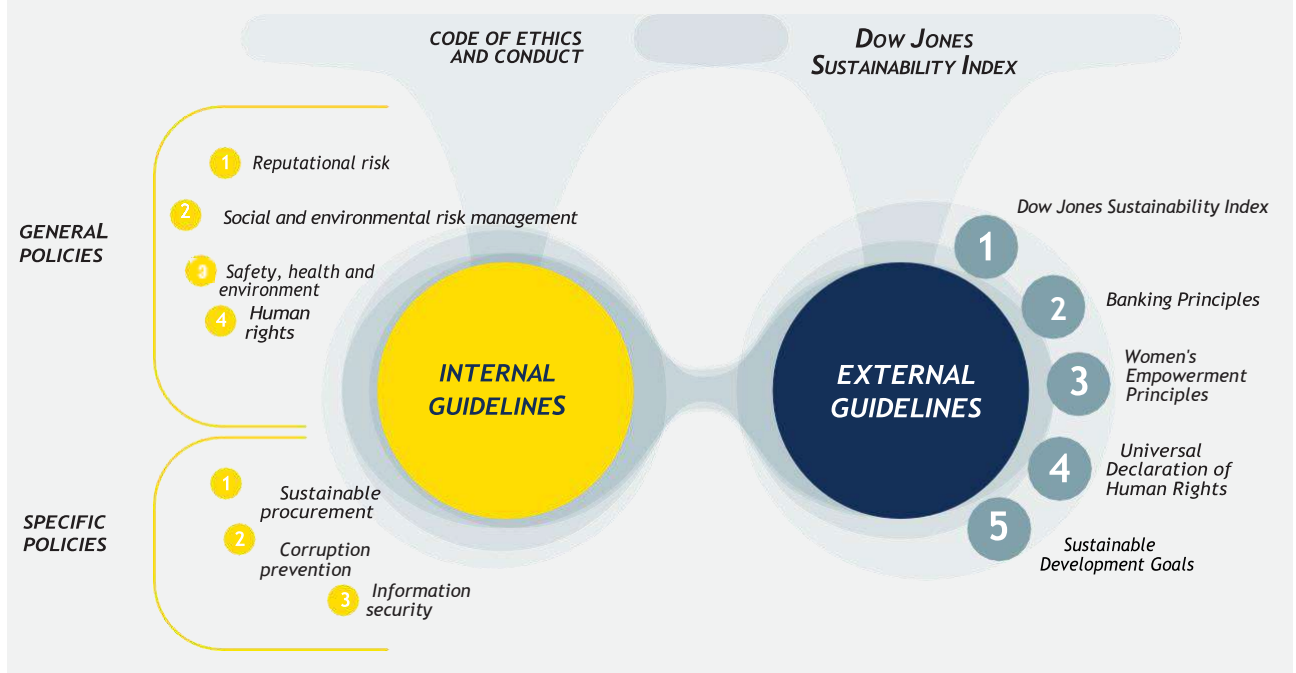 CODE OF ETHICS
AND CONDUCT
DOW JONES
SUSTAINABILITY INDEX
GENERAL
POLICIES
1 Reputational risk
2 Social and environmental risk management
3 Safety, health and
environment
4 Human
rights
SPECIFIC
POLICIES
1 Sustainable
procurement
2 Corruption
prevention
3 Information
security
INTERNAL
GUIDELINES
EXTERNAL
GUIDELINES
1 Dow Jones Sustainability Index
2 Banking Principles
3 Women's
Empowerment
Principles
4 Universal
Declaration of
Human Rights
5 Sustainable
Development Goals